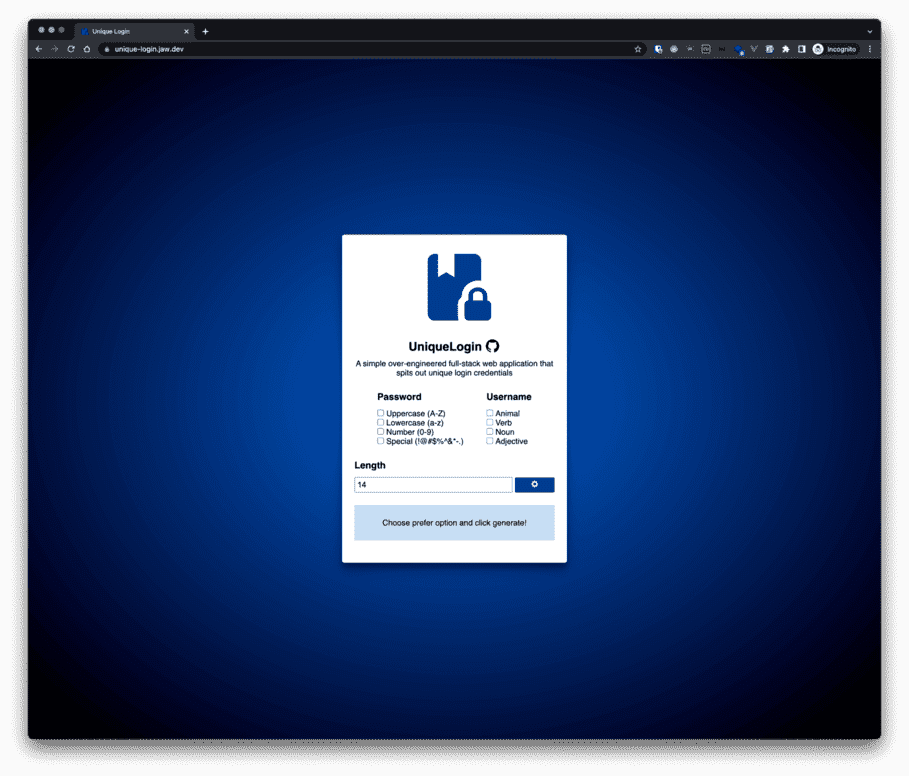 Unique Login
unique-login.jaw.dev
Incognito
UniqueLogin
A simple over-engineered full-stack web application that
spits out unique login credentials
Password
Username
Uppercase (A-Z)
Animal
Lowercase (a-z)
Verb
Number (0-9)
Noun
Special (!@#$%^&*-.)
Adjective
Length
14
Choose prefer option and click generate!